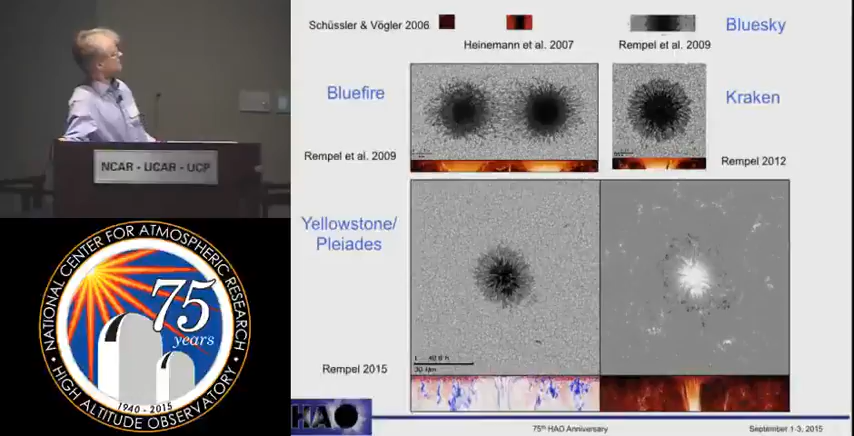 NCAR - UCAR - UCP
NATIONAL CENTER FOR ATMOSPHERIC RESEARCH
75
years
1940 - 2015
HIGH ALTITUDE OBSERVATORY
Schüssler & Vögler 2006
Heinemann et al. 2007
Rempel et al. 2009
Bluesky
Bluefire
Kraken
Rempel et al. 2009
Rempel 2012
Yellowstone/
Pleiades
Rempel 2015
HAO
75th HAO Anniversary
September 1-3, 2015